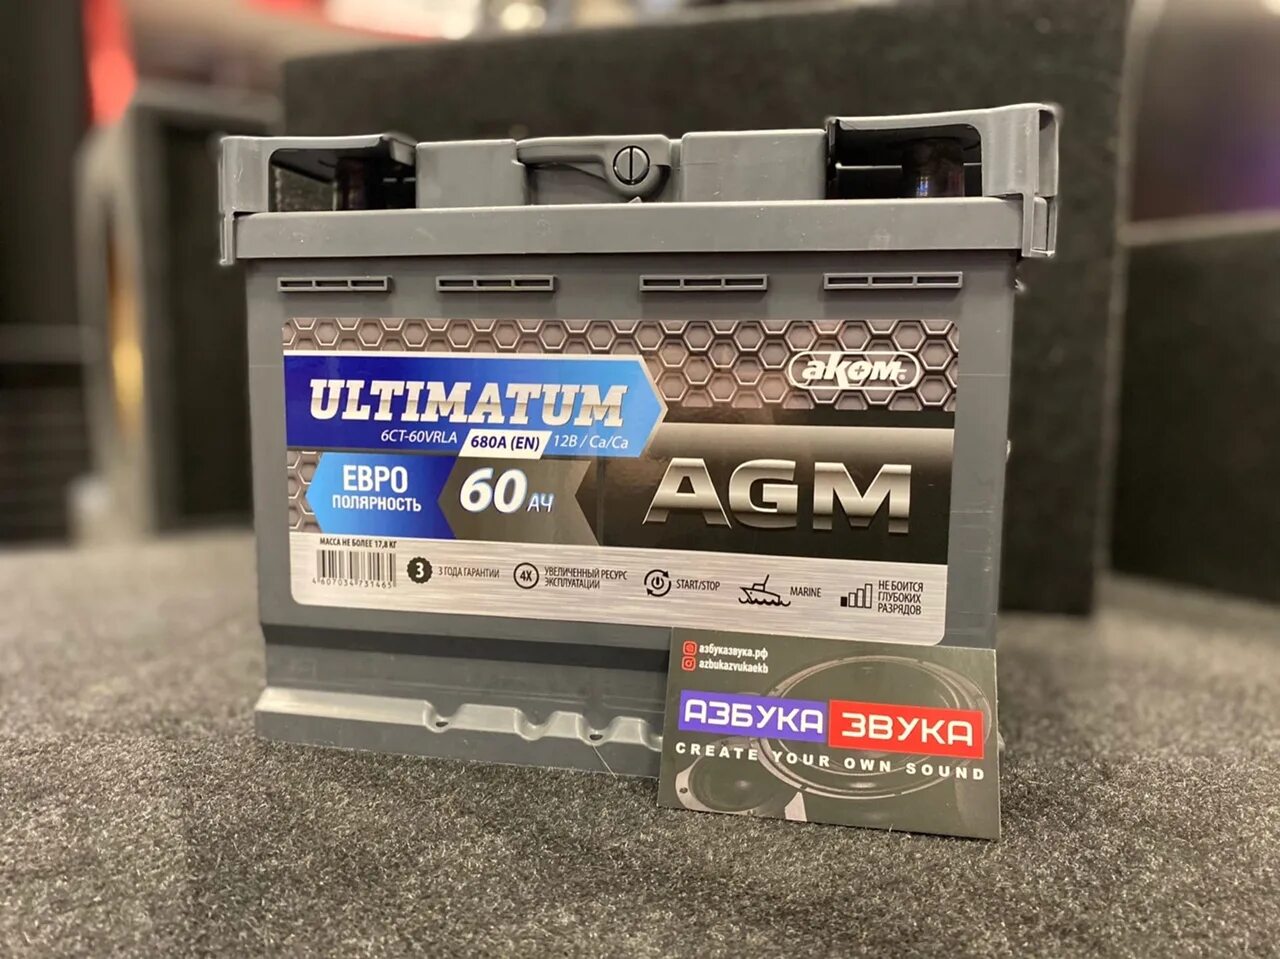 АКОМ
ULTIMATUM
6СТ-60VRLA 680А (EN) 12В / Ca/Ca
ЕВРО
ПОЛЯРНОСТЬ
60 АЧ
AGM
МАССА НЕ БОЛЕЕ 17,8 КГ
4607034731465
3 3 ГОДА ГАРАНТИИ
4X УВЕЛИЧЕННЫЙ РЕСУРС
ЭКСПЛУАТАЦИИ
START/STOP
MARINE
НЕ БОИТСЯ
ГЛУБОКИХ
РАЗРЯДОВ
азбуказвука.рф
azbukazvukaekb
АЗБУКА ЗВУКА
CREATE YOUR OWN SOUND